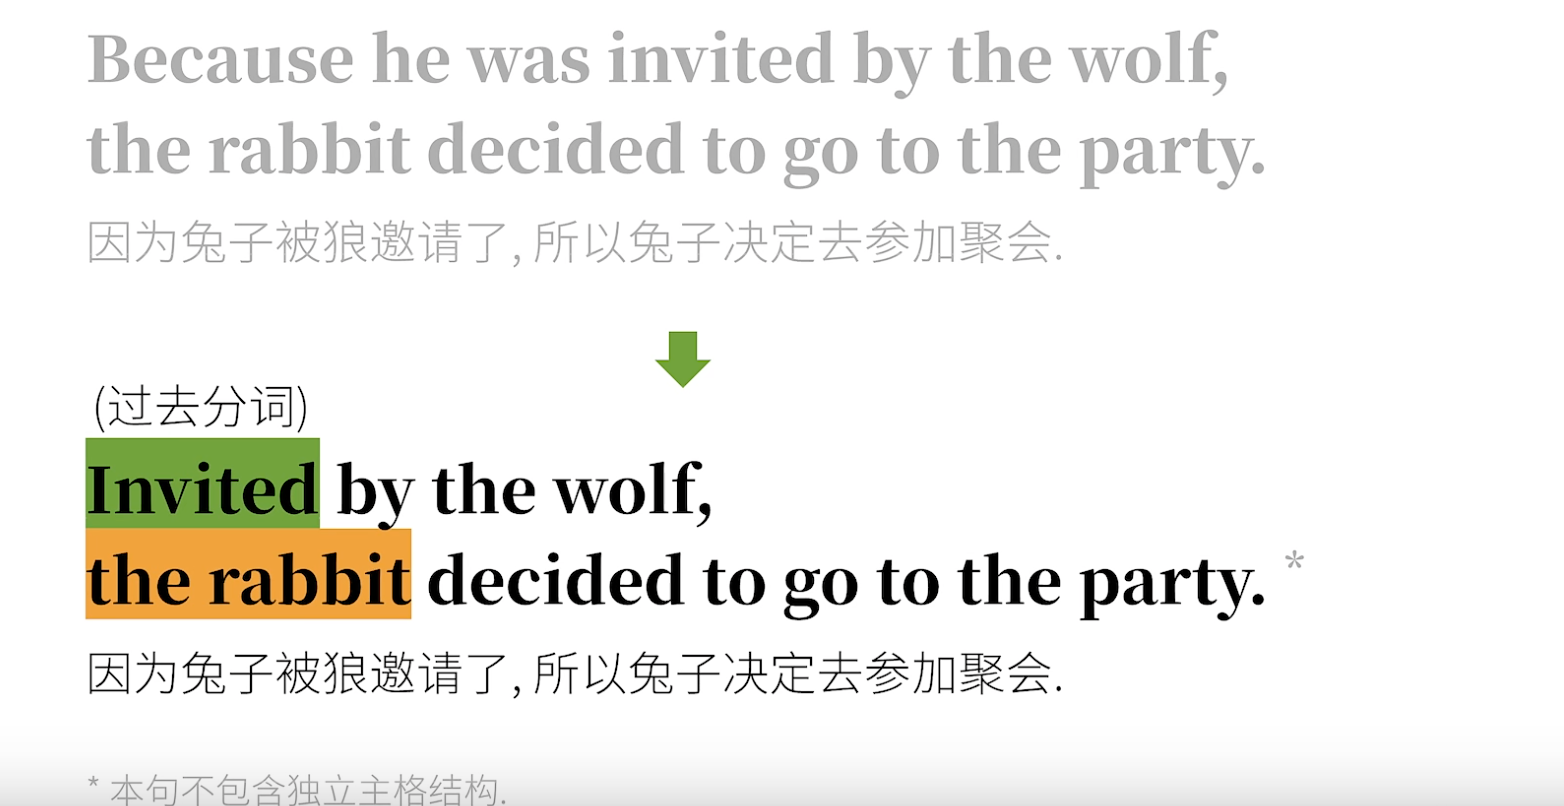 Because he was invited by the wolf,
the rabbit decided to go to the party.
因为兔子被狼邀请了, 所以兔子决定去参加聚会.
(过去分词)
Invited by the wolf,
the rabbit decided to go to the party. *
因为兔子被狼邀请了, 所以兔子决定去参加聚会.
* 本句不包含独立主格结构.